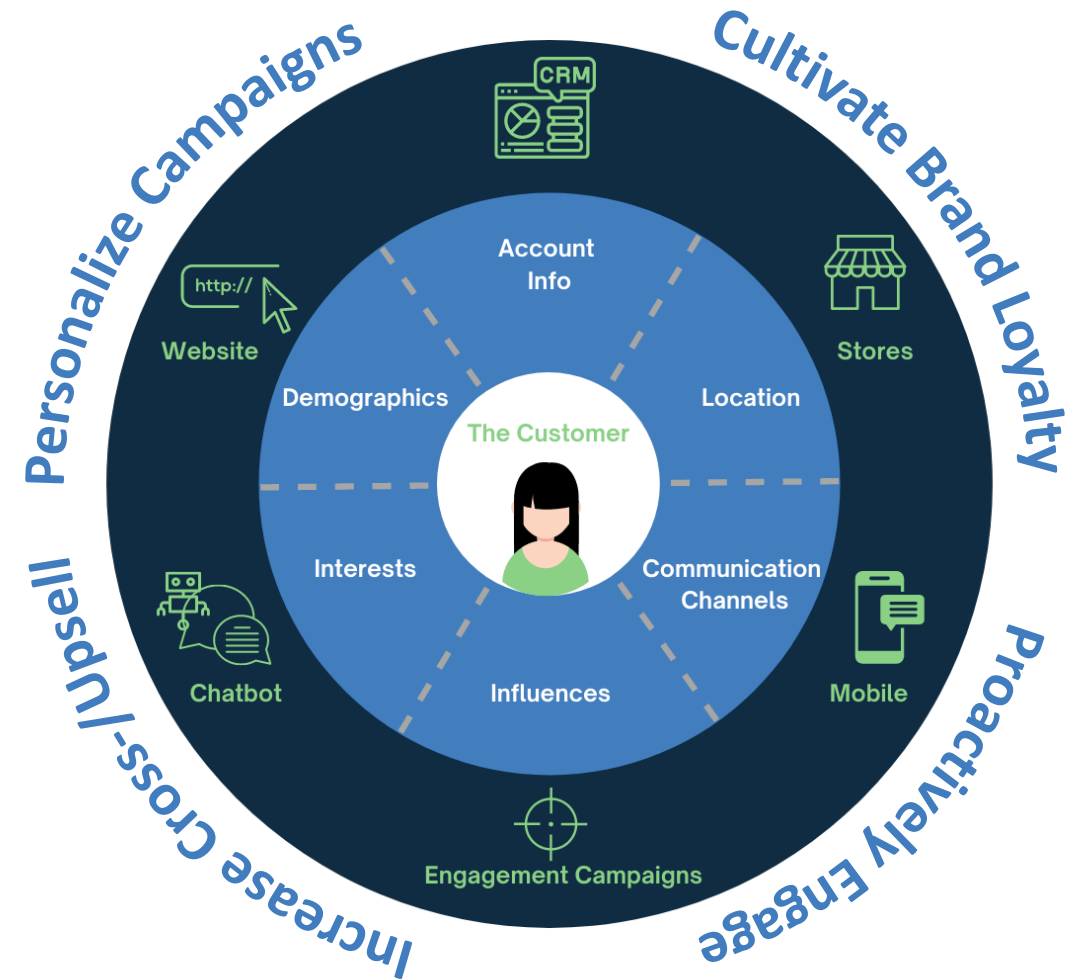 Personalize Campaigns
Cultivate Brand Loyalty
CRM
Account
Info
http://
Website
Stores
Demographics
Location
The Customer
Interests
Communication
Channels
Chatbot
Influences
Mobile
Engagement Campaigns
Increase Cross-/Upsell
Proactively Engage